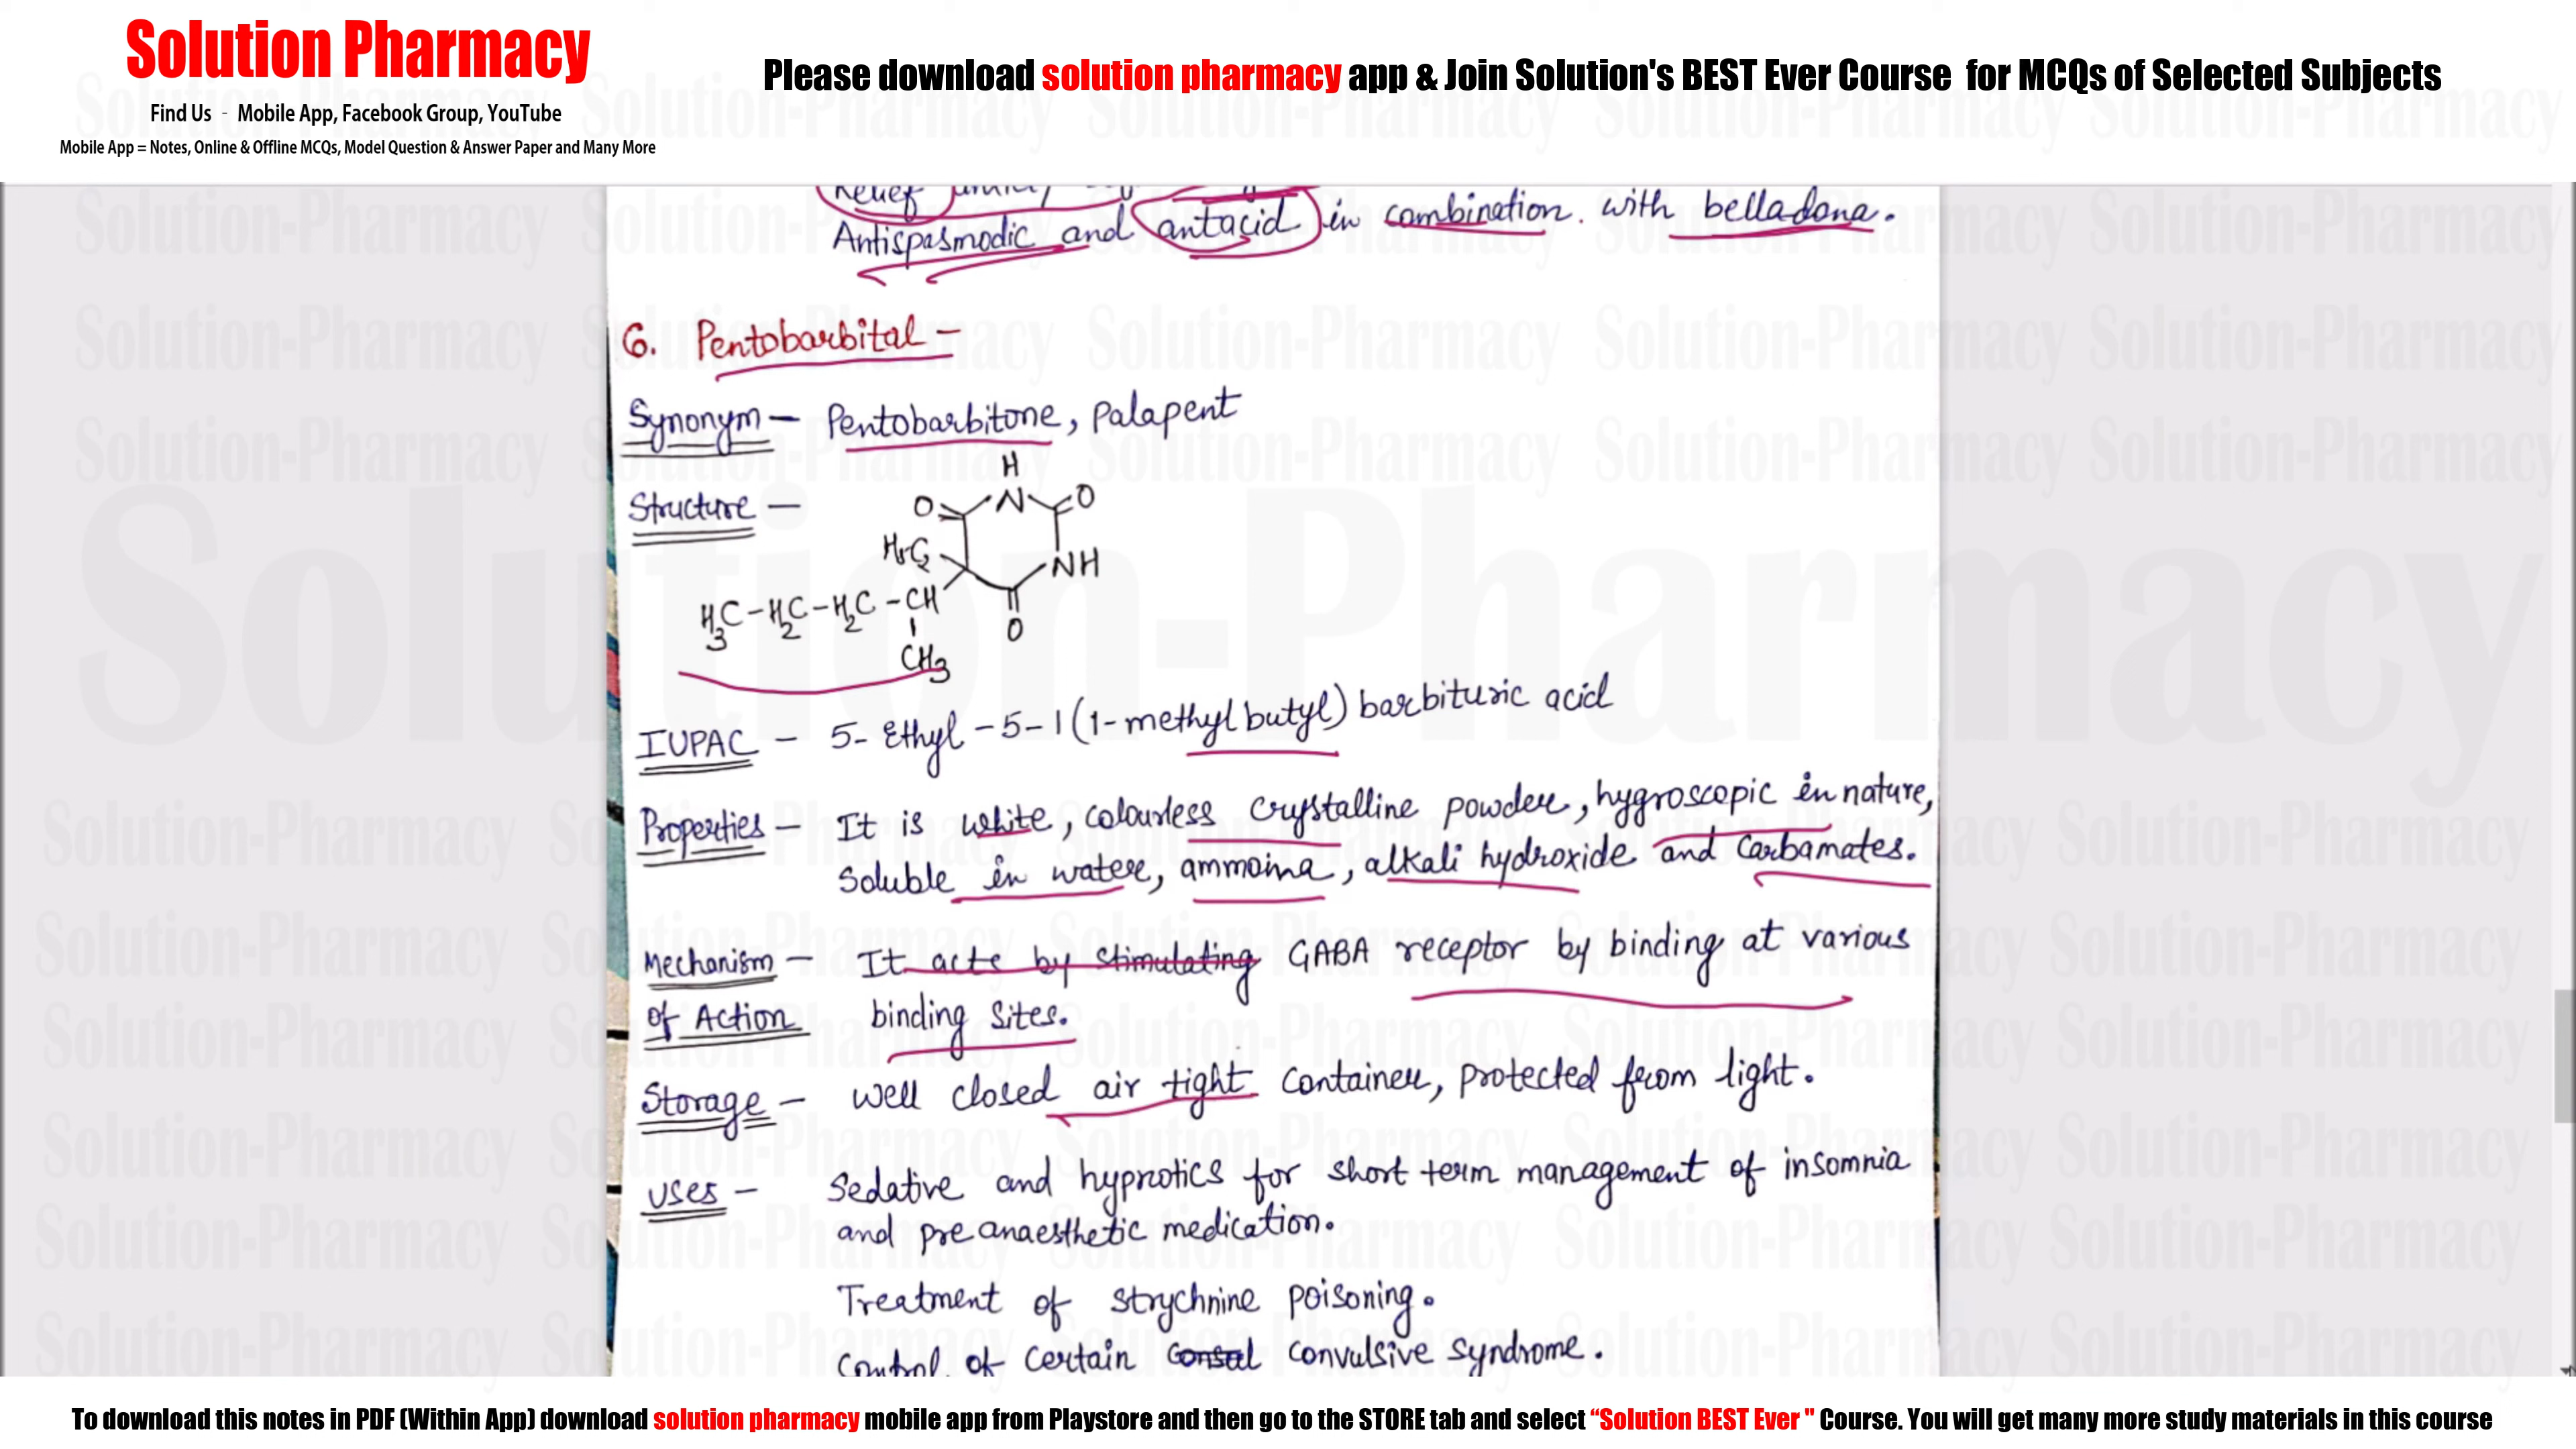 Solution Pharmacy
Find Us - Mobile App, Facebook Group, YouTube
Mobile App = Notes, Online & Offline MCQs, Model Question & Answer Paper and Many More
Please download solution pharmacy app & Join Solution's BEST Ever Course for MCQs of Selected Subjects
Relief
Antispasmodic and antacid in combination. with belladona.
6. Pentobarbital -
Synonym - Pentobarbitone, Palapent
Structure -
H
O N O
H5C2
NH
H3C-H2C-H2C-CH
O
CH3
IUPAC - 5-Ethyl-5-1(1-methyl butyl) barbituric acid
Properties - It is white, colourless crystalline powder, hygroscopic in nature,
Soluble in water, ammoina, alkali hydroxide and carbamates.
Mechanism - It acts by stimulating GABA receptor by binding at various
of Action binding sites.
Storage - well closed air tight container, protected from light.
Uses - Sedative and hypnotics for short term management of insomnia
and preanaesthetic medication.
Treatment of strychnine poisoning.
Control of certain convulsive syndrome.
To download this notes in PDF (Within App) download solution pharmacy mobile app from Playstore and then go to the STORE tab and select “Solution BEST Ever " Course. You will get many more study materials in this course
Solution-Pharmacy